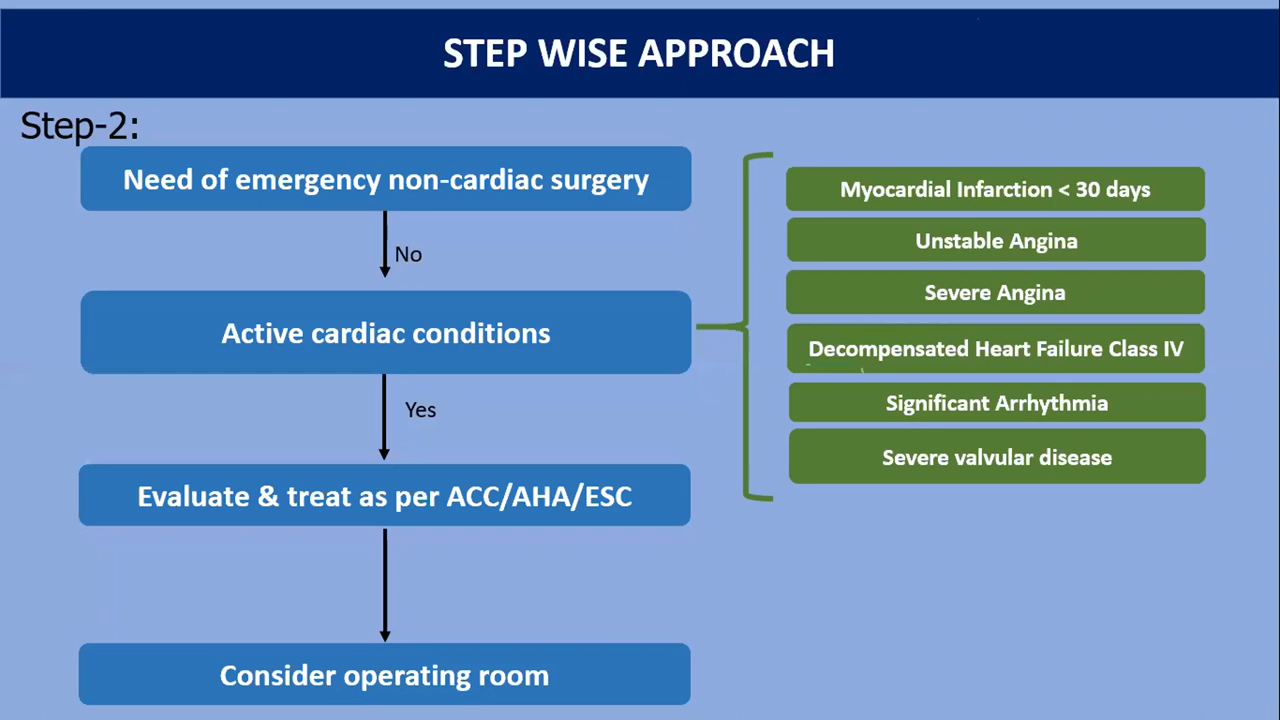 STEP WISE APPROACH
Step-2:
Need of emergency non-cardiac surgery
No
Active cardiac conditions
Yes
Evaluate & treat as per ACC/AHA/ESC
Consider operating room
Myocardial Infarction < 30 days
Unstable Angina
Severe Angina
Decompensated Heart Failure Class IV
Significant Arrhythmia
Severe valvular disease